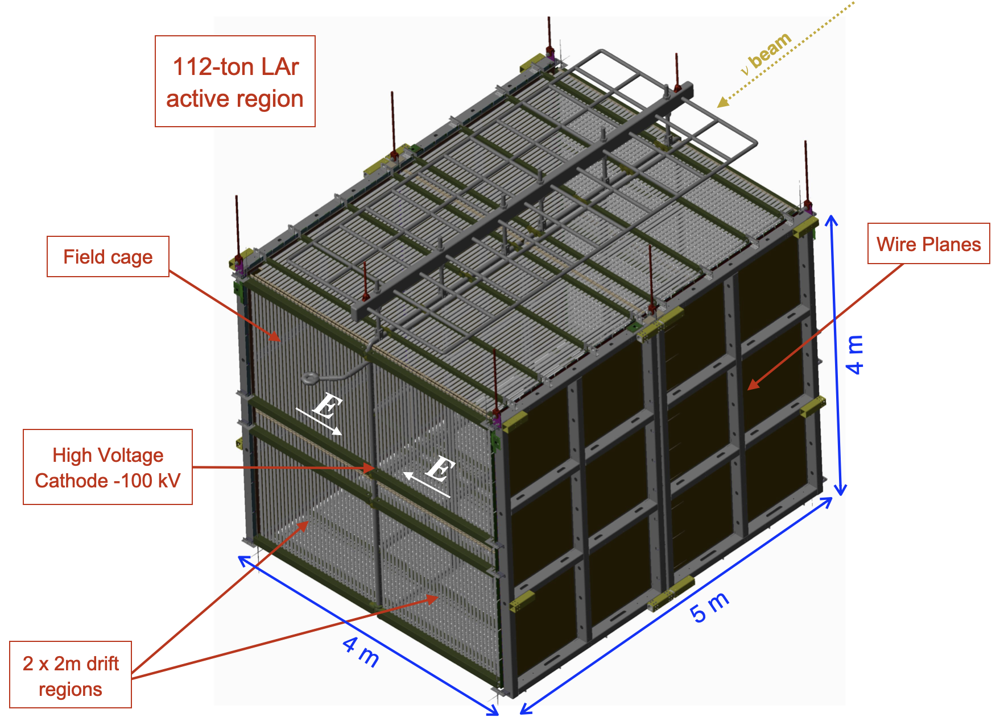 112-ton LAr
active region
ν beam
Field cage
Wire Planes
4 m
E
High Voltage
Cathode -100 kV
E
5 m
4 m
2 x 2m drift
regions